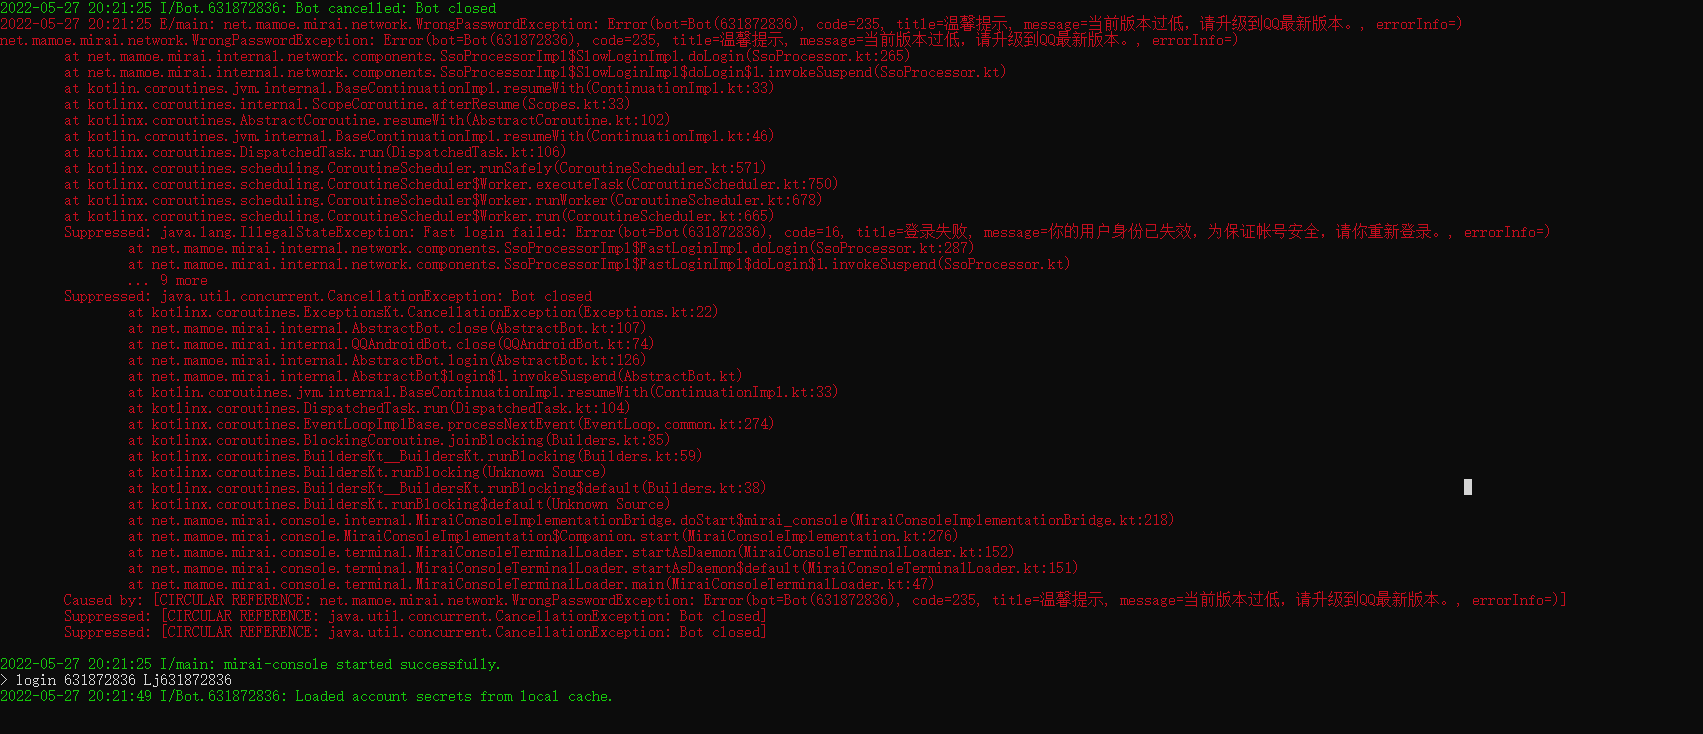 2022-05-27 20:21:25 I/Bot.631872836: Bot cancelled: Bot closed
2022-05-27 20:21:25 E/main: net.mamoe.mirai.network.WrongPasswordException: Error(bot=Bot(631872836), code=235, title=温馨提示, message=当前版本过低，请升级到QQ最新版本。, errorInfo=)
net.mamoe.mirai.network.WrongPasswordException: Error(bot=Bot(631872836), code=235, title=温馨提示, message=当前版本过低，请升级到QQ最新版本。, errorInfo=)
at net.mamoe.mirai.internal.network.components.SsoProcessorImpl$SlowLoginImpl.doLogin(SsoProcessor.kt:265)
at net.mamoe.mirai.internal.network.components.SsoProcessorImpl$SlowLoginImpl$doLogin$1.invokeSuspend(SsoProcessor.kt)
at kotlin.coroutines.jvm.internal.BaseContinuationImpl.resumeWith(ContinuationImpl.kt:33)
at kotlinx.coroutines.internal.ScopeCoroutine.afterResume(Scopes.kt:33)
at kotlinx.coroutines.AbstractCoroutine.resumeWith(AbstractCoroutine.kt:102)
at kotlin.coroutines.jvm.internal.BaseContinuationImpl.resumeWith(ContinuationImpl.kt:46)
at kotlinx.coroutines.DispatchedTask.run(DispatchedTask.kt:106)
at kotlinx.coroutines.scheduling.CoroutineScheduler.runSafely(CoroutineScheduler.kt:571)
at kotlinx.coroutines.scheduling.CoroutineScheduler$Worker.executeTask(CoroutineScheduler.kt:750)
at kotlinx.coroutines.scheduling.CoroutineScheduler$Worker.runWorker(CoroutineScheduler.kt:678)
at kotlinx.coroutines.scheduling.CoroutineScheduler$Worker.run(CoroutineScheduler.kt:665)
Suppressed: java.lang.IllegalStateException: Fast login failed: Error(bot=Bot(631872836), code=16, title=登录失败, message=你的用户身份已失效，为保证帐号安全，请你重新登录。, errorInfo=)
at net.mamoe.mirai.internal.network.components.SsoProcessorImpl$FastLoginImpl.doLogin(SsoProcessor.kt:287)
at net.mamoe.mirai.internal.network.components.SsoProcessorImpl$FastLoginImpl$doLogin$1.invokeSuspend(SsoProcessor.kt)
... 9 more
Suppressed: java.util.concurrent.CancellationException: Bot closed
at kotlinx.coroutines.ExceptionsKt.CancellationException(Exceptions.kt:22)
at net.mamoe.mirai.internal.AbstractBot.close(AbstractBot.kt:107)
at net.mamoe.mirai.internal.QQAndroidBot.close(QQAndroidBot.kt:74)
at net.mamoe.mirai.internal.AbstractBot.login(AbstractBot.kt:126)
at net.mamoe.mirai.internal.AbstractBot$login$1.invokeSuspend(AbstractBot.kt)
at kotlin.coroutines.jvm.internal.BaseContinuationImpl.resumeWith(ContinuationImpl.kt:33)
at kotlinx.coroutines.DispatchedTask.run(DispatchedTask.kt:104)
at kotlinx.coroutines.EventLoopImplBase.processNextEvent(EventLoop.common.kt:274)
at kotlinx.coroutines.BlockingCoroutine.joinBlocking(Builders.kt:85)
at kotlinx.coroutines.BuildersKt__BuildersKt.runBlocking(Builders.kt:59)
at kotlinx.coroutines.BuildersKt.runBlocking(Unknown Source)
at kotlinx.coroutines.BuildersKt__BuildersKt.runBlocking$default(Builders.kt:38)
at kotlinx.coroutines.BuildersKt.runBlocking$default(Unknown Source)
at net.mamoe.mirai.console.internal.MiraiConsoleImplementationBridge.doStart$mirai_console(MiraiConsoleImplementationBridge.kt:218)
at net.mamoe.mirai.console.MiraiConsoleImplementation$Companion.start(MiraiConsoleImplementation.kt:276)
at net.mamoe.mirai.console.terminal.MiraiConsoleTerminalLoader.startAsDaemon(MiraiConsoleTerminalLoader.kt:152)
at net.mamoe.mirai.console.terminal.MiraiConsoleTerminalLoader.startAsDaemon$default(MiraiConsoleTerminalLoader.kt:151)
at net.mamoe.mirai.console.terminal.MiraiConsoleTerminalLoader.main(MiraiConsoleTerminalLoader.kt:47)
Caused by: [CIRCULAR REFERENCE: net.mamoe.mirai.network.WrongPasswordException: Error(bot=Bot(631872836), code=235, title=温馨提示, message=当前版本过低，请升级到QQ最新版本。, errorInfo=)]
Suppressed: [CIRCULAR REFERENCE: java.util.concurrent.CancellationException: Bot closed]
Suppressed: [CIRCULAR REFERENCE: java.util.concurrent.CancellationException: Bot closed]
2022-05-27 20:21:25 I/main: mirai-console started successfully.
> login 631872836 Lj631872836
2022-05-27 20:21:49 I/Bot.631872836: Loaded account secrets from local cache.